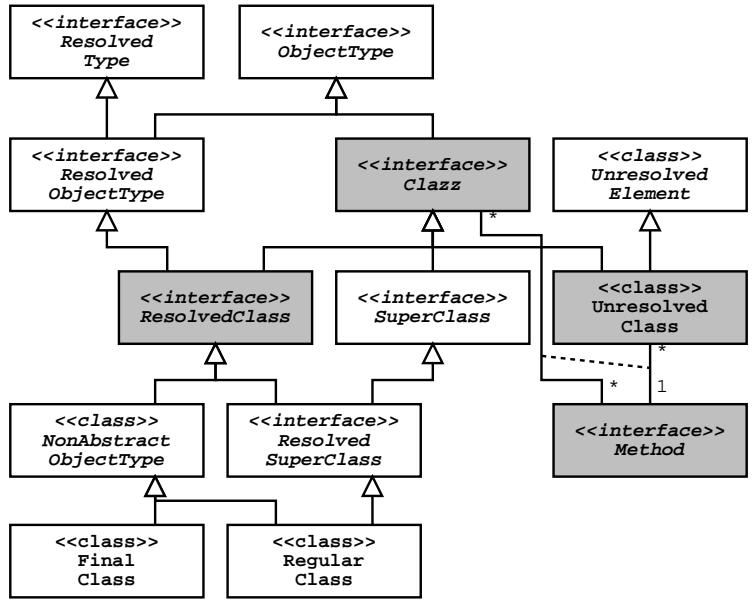 <<interface>>
Resolved
Type
<<interface>>
ObjectType
<<interface>>
Resolved
ObjectType
<<interface>>
Clazz
<<class>>
Unresolved
Element
*
<<interface>>
ResolvedClass
<<interface>>
SuperClass
<<class>>
Unresolved
Class
*
* 1
<<class>>
NonAbstract
ObjectType
<<interface>>
Resolved
SuperClass
<<interface>>
Method
<<class>>
Final
Class
<<class>>
Regular
Class